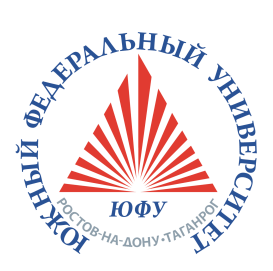 ЮЖНЫЙ ФЕДЕРАЛЬНЫЙ УНИВЕРСИТЕТ
ЮФУ
РОСТОВ-НА-ДОНУ•ТАГАНРОГ